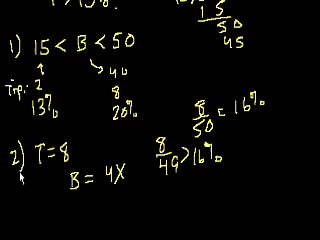 1 5
50
45
1) 15 < B < 50
40
Tip: 2
8
13%
20%
8/50 = 16%
2) T = 8
8/49 > 16%
B = 4X